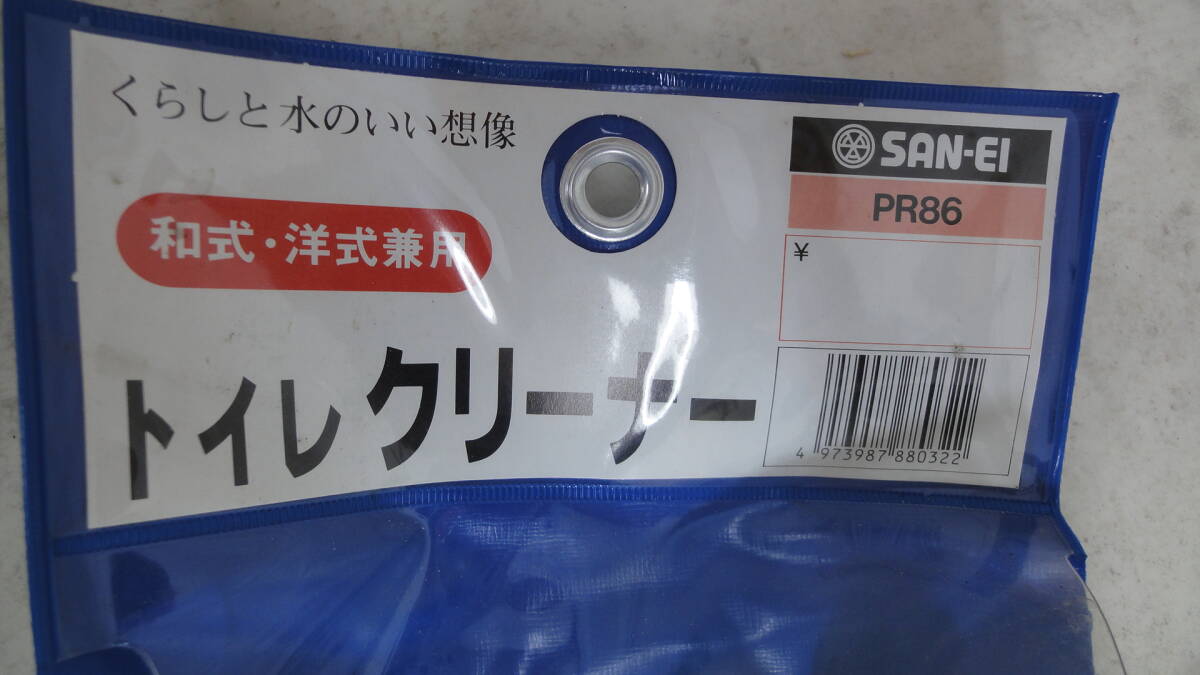 くらしと水のいい想像
和式・洋式兼用
トイレクリーナー
SAN-EI
PR86
¥
4 973987 880322